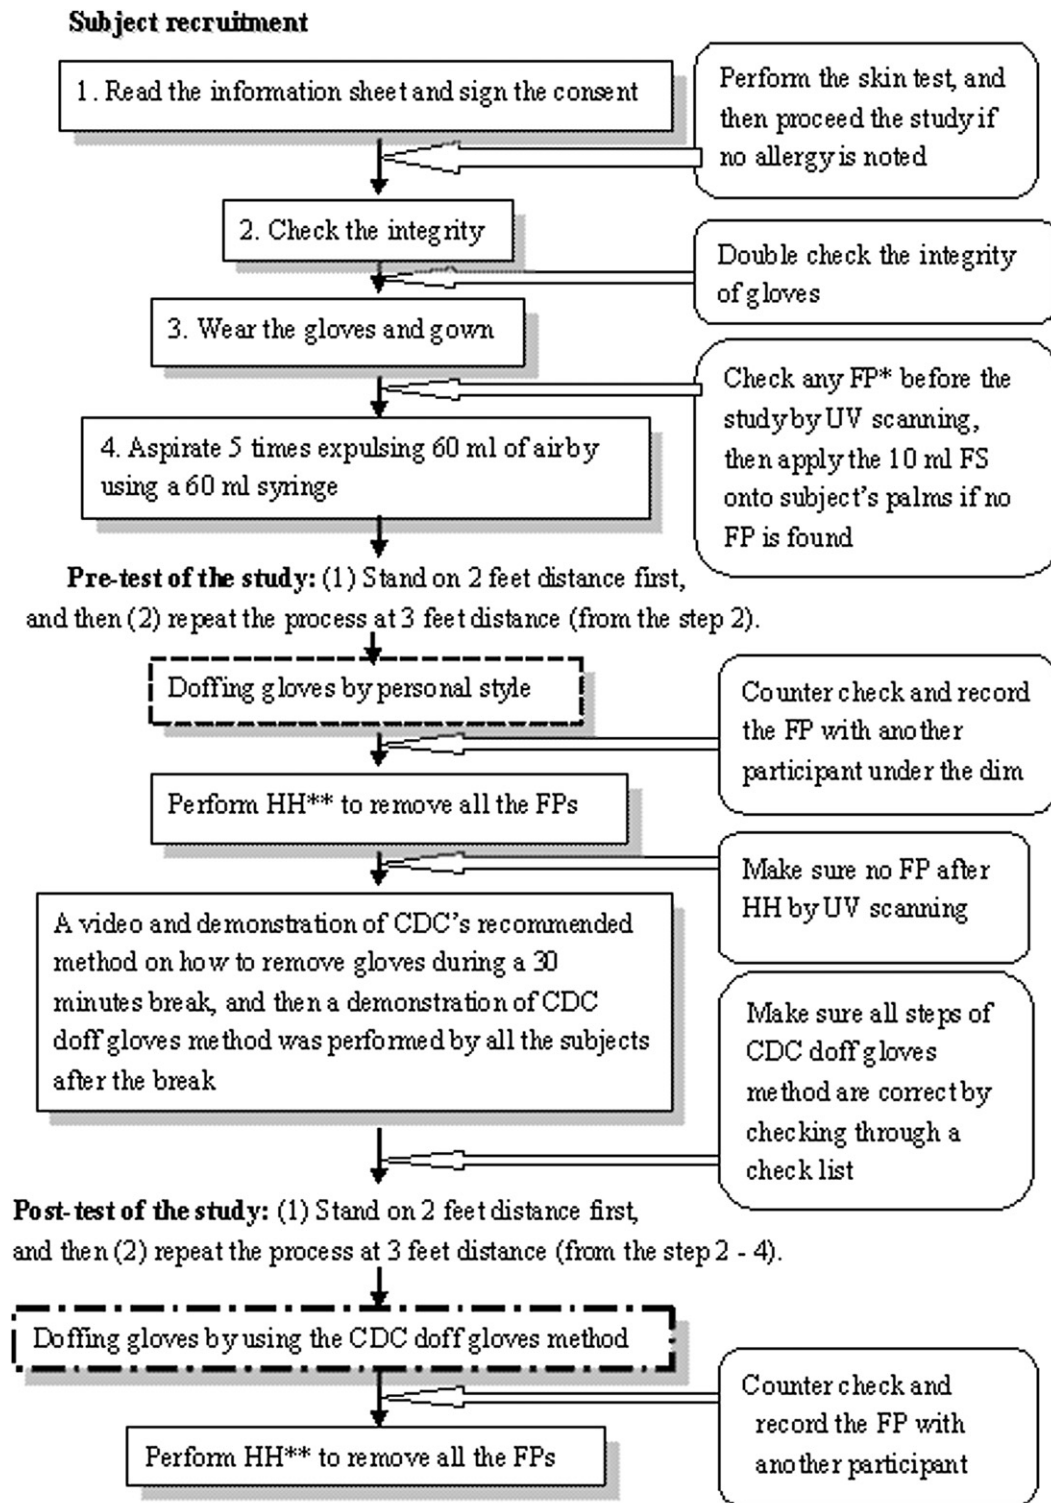 Subject recruitment
1. Read the information sheet and sign the consent
Perform the skin test, and
then proceed the study if
no allergy is noted
2. Check the integrity
Double check the integrity
of gloves
3. Wear the gloves and gown
Check any FP* before the
study by UV scanning,
then apply the 10 ml FS
onto subject's palms if no
FP is found
4. Aspirate 5 times expulsing 60 ml of airby
using a 60 ml syringe
Pre-test of the study: (1) Stand on 2 feet distance first,
and then (2) repeat the process at 3 feet distance (from the step 2).
Doffing gloves by personal style
Counter check and record
the FP with another
participant under the dim
Perform HH** to remove all the FPs
Make sure no FP after
HH by UV scanning
A video and demonstration of CDC's recommended
method on how to remove gloves during a 30
minutes break, and then a demonstration of CDC
doff gloves method was performed by all the subjects
after the break
Make sure all steps of
CDC doff gloves
method are correct by
checking through a
check list
Post-test of the study: (1) Stand on 2 feet distance first,
and then (2) repeat the process at 3 feet distance (from the step 2 - 4).
Doffing gloves by using the CDC doff gloves method
Counter check and
record the FP with
another participant
Perform HH** to remove all the FPs